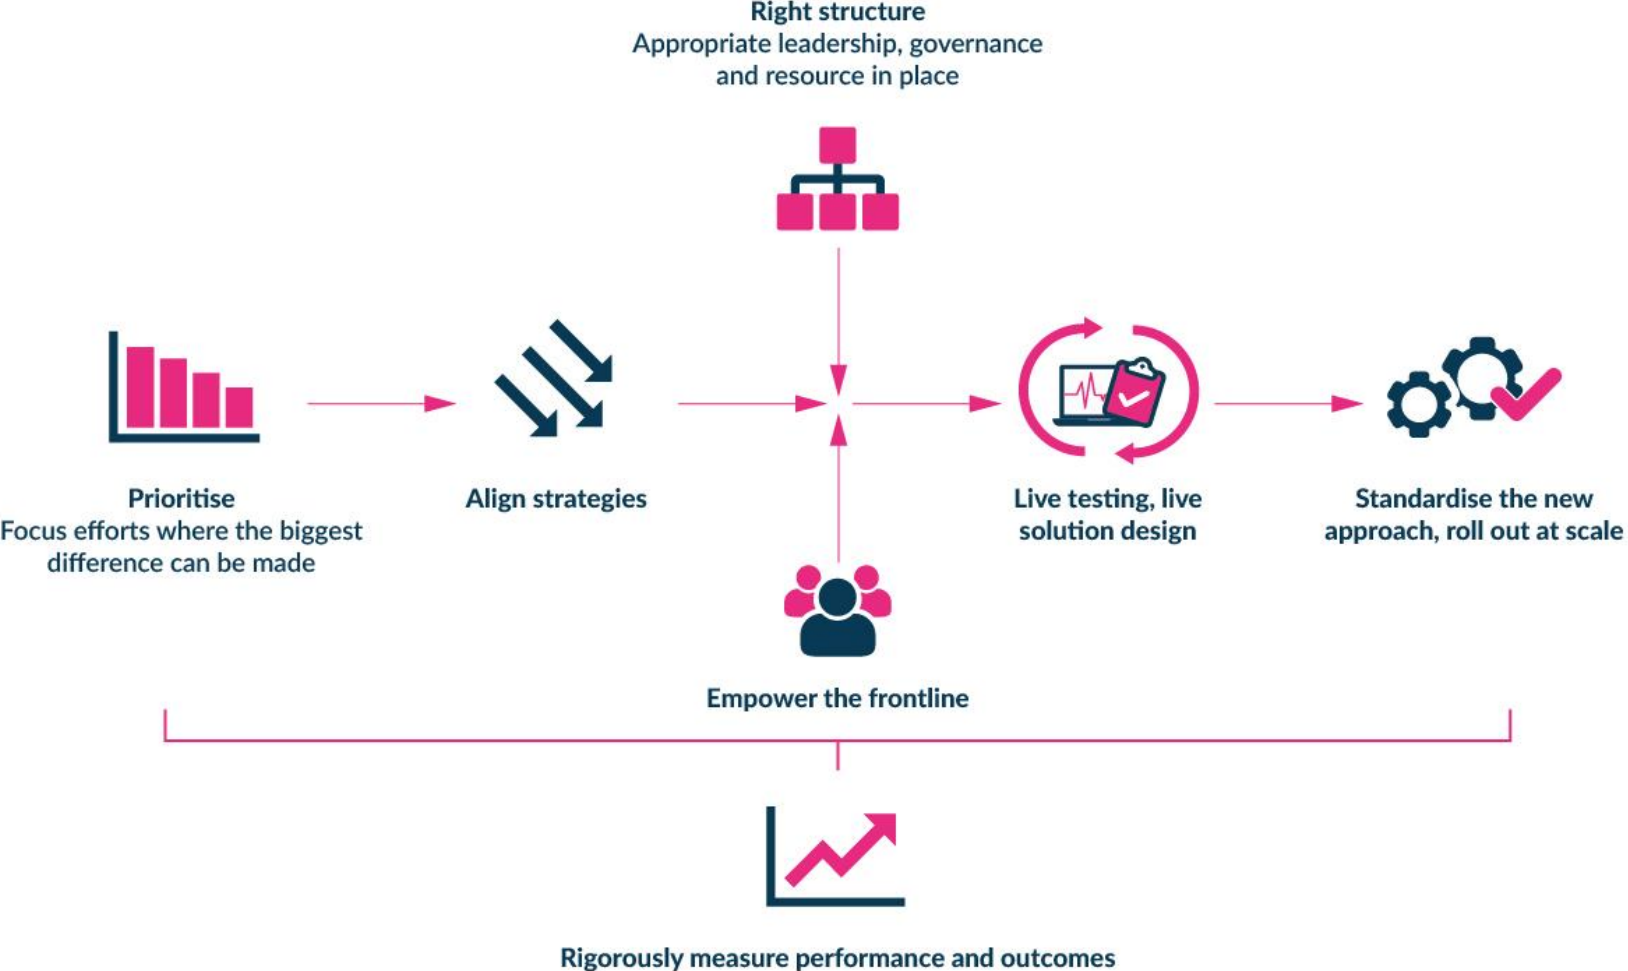 Right structure
Appropriate leadership, governance
and resource in place
Prioritise
Focus efforts where the biggest
difference can be made
Align strategies
Live testing, live
solution design
Standardise the new
approach, roll out at scale
Empower the frontline
Rigorously measure performance and outcomes